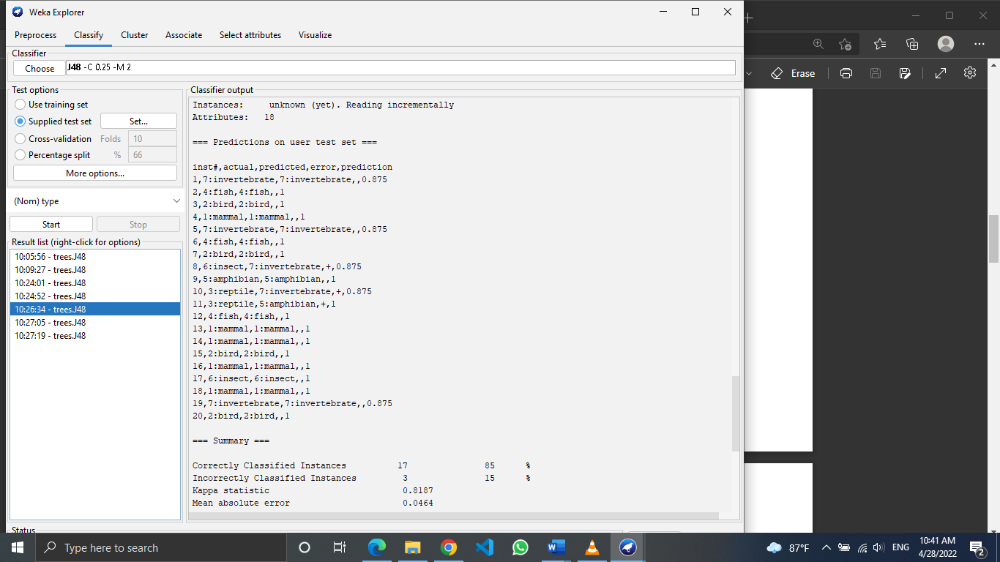 Weka Explorer
Preprocess Classify Cluster Associate Select attributes Visualize
Classifier
Choose J48 -C 0.25 -M 2
Test options
Use training set
Supplied test set Set...
Cross-validation Folds 10
Percentage split % 66
More options...
(Nom) type
Start Stop
Result list (right-click for options)
10:05:56 - trees.J48
10:09:27 - trees.J48
10:24:01 - trees.J48
10:24:52 - trees.J48
10:26:34 - trees.J48
10:27:05 - trees.J48
10:27:19 - trees.J48
Classifier output
Instances: unknown (yet). Reading incrementally
Attributes: 18
=== Predictions on user test set ===
inst#,actual,predicted,error,prediction
1,7:invertebrate,7:invertebrate,,0.875
2,4:fish,4:fish,,1
3,2:bird,2:bird,,1
4,1:mammal,1:mammal,,1
5,7:invertebrate,7:invertebrate,,0.875
6,4:fish,4:fish,,1
7,2:bird,2:bird,,1
8,6:insect,7:invertebrate,+,0.875
9,5:amphibian,5:amphibian,,1
10,3:reptile,7:invertebrate,+,0.875
11,3:reptile,5:amphibian,+,1
12,4:fish,4:fish,,1
13,1:mammal,1:mammal,,1
14,1:mammal,1:mammal,,1
15,2:bird,2:bird,,1
16,1:mammal,1:mammal,,1
17,6:insect,6:insect,,1
18,1:mammal,1:mammal,,1
19,7:invertebrate,7:invertebrate,,0.875
20,2:bird,2:bird,,1
=== Summary ===
Correctly Classified Instances 17 85 %
Incorrectly Classified Instances 3 15 %
Kappa statistic 0.8187
Mean absolute error 0.0464
Status
Erase
Type here to search
87°F ENG
10:41 AM
4/28/2022
2